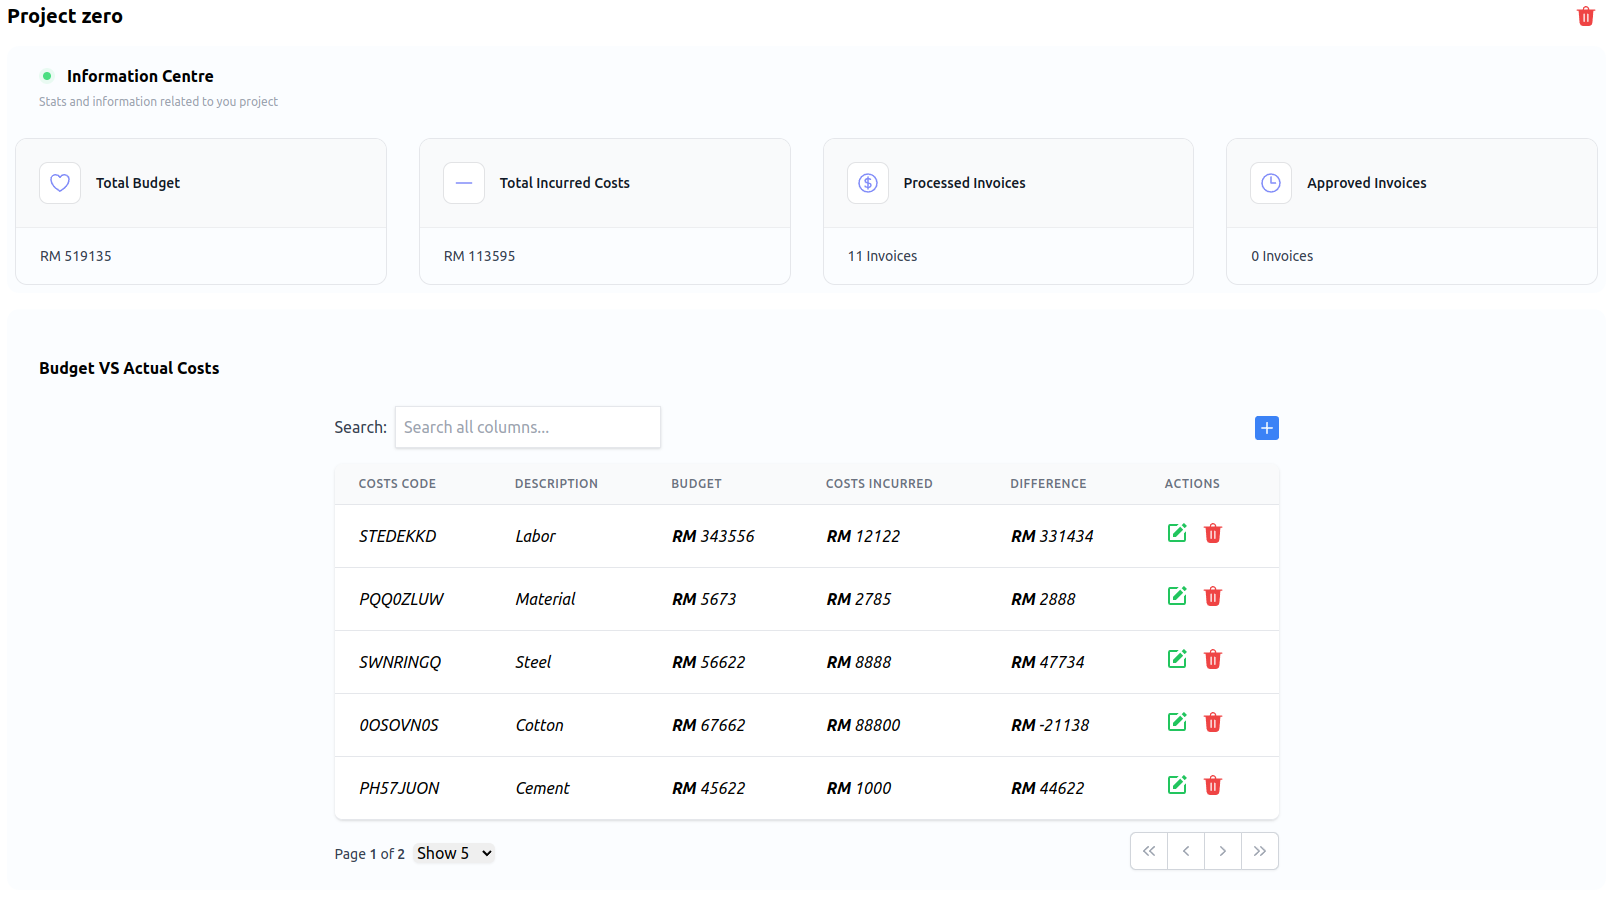 Project zero
Information Centre
Stats and information related to you project
Total Budget
RM 519135
Total Incurred Costs
RM 113595
Processed Invoices
11 Invoices
Approved Invoices
0 Invoices
Budget VS Actual Costs
Search: Search all columns...
COSTS CODE DESCRIPTION BUDGET COSTS INCURRED DIFFERENCE ACTIONS
STEDEKKD Labor RM 343556 RM 12122 RM 331434
PQQ0ZLUW Material RM 5673 RM 2785 RM 2888
SWNRINGQ Steel RM 56622 RM 8888 RM 47734
0OSOVN0S Cotton RM 67662 RM 88800 RM -21138
PH57JUON Cement RM 45622 RM 1000 RM 44622
Page 1 of 2 Show 5